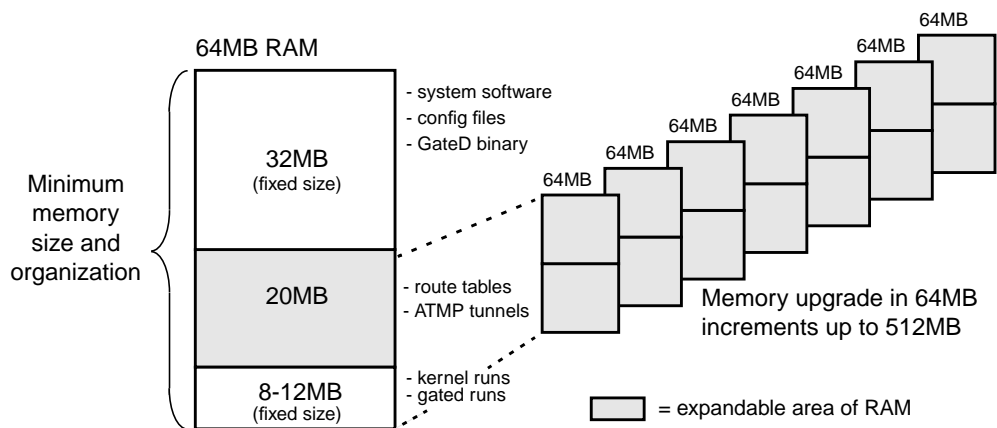 64MB RAM
32MB
(fixed size)
- system software
- config files
- GateD binary
Minimum
memory
size and
organization
20MB
- route tables
- ATMP tunnels
8-12MB
(fixed size)
- kernel runs
- gated runs
64MB
64MB
64MB
64MB
64MB
64MB
64MB
Memory upgrade in 64MB
increments up to 512MB
= expandable area of RAM